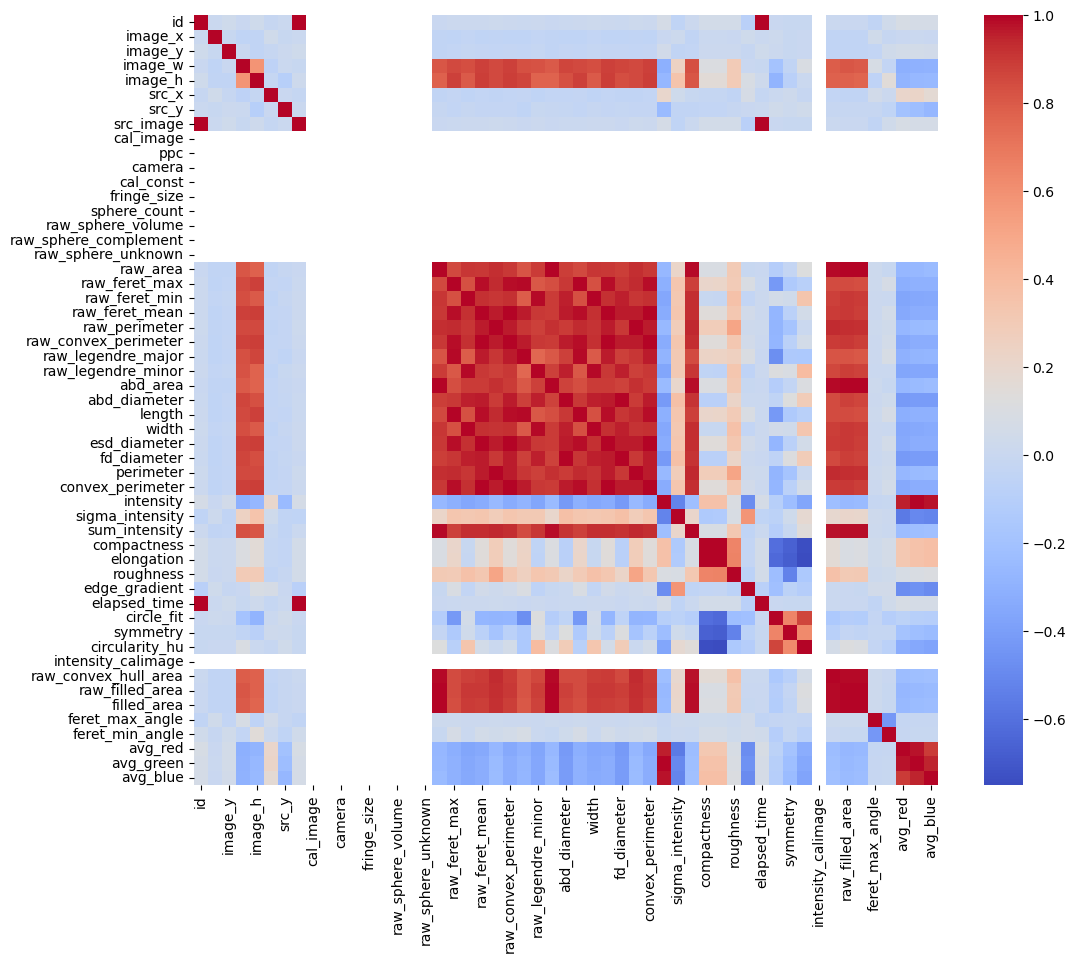 id
image_x
image_y
image_w
image_h
src_x
src_y
src_image
cal_image
ppc
camera
cal_const
fringe_size
sphere_count
raw_sphere_volume
raw_sphere_complement
raw_sphere_unknown
raw_area
raw_feret_max
raw_feret_min
raw_feret_mean
raw_perimeter
raw_convex_perimeter
raw_legendre_major
raw_legendre_minor
abd_area
abd_diameter
length
width
esd_diameter
fd_diameter
perimeter
convex_perimeter
intensity
sigma_intensity
sum_intensity
compactness
elongation
roughness
edge_gradient
elapsed_time
circle_fit
symmetry
circularity_hu
intensity_calimage
raw_convex_hull_area
raw_filled_area
filled_area
feret_max_angle
feret_min_angle
avg_red
avg_green
avg_blue
id
image_y
image_h
src_y
cal_image
camera
fringe_size
raw_sphere_volume
raw_sphere_unknown
raw_feret_max
raw_feret_mean
raw_convex_perimeter
raw_legendre_minor
abd_diameter
width
fd_diameter
convex_perimeter
sigma_intensity
compactness
roughness
elapsed_time
symmetry
intensity_calimage
raw_filled_area
feret_max_angle
avg_red
avg_blue
1.0
0.8
0.6
0.4
0.2
0.0
−0.2
−0.4
−0.6